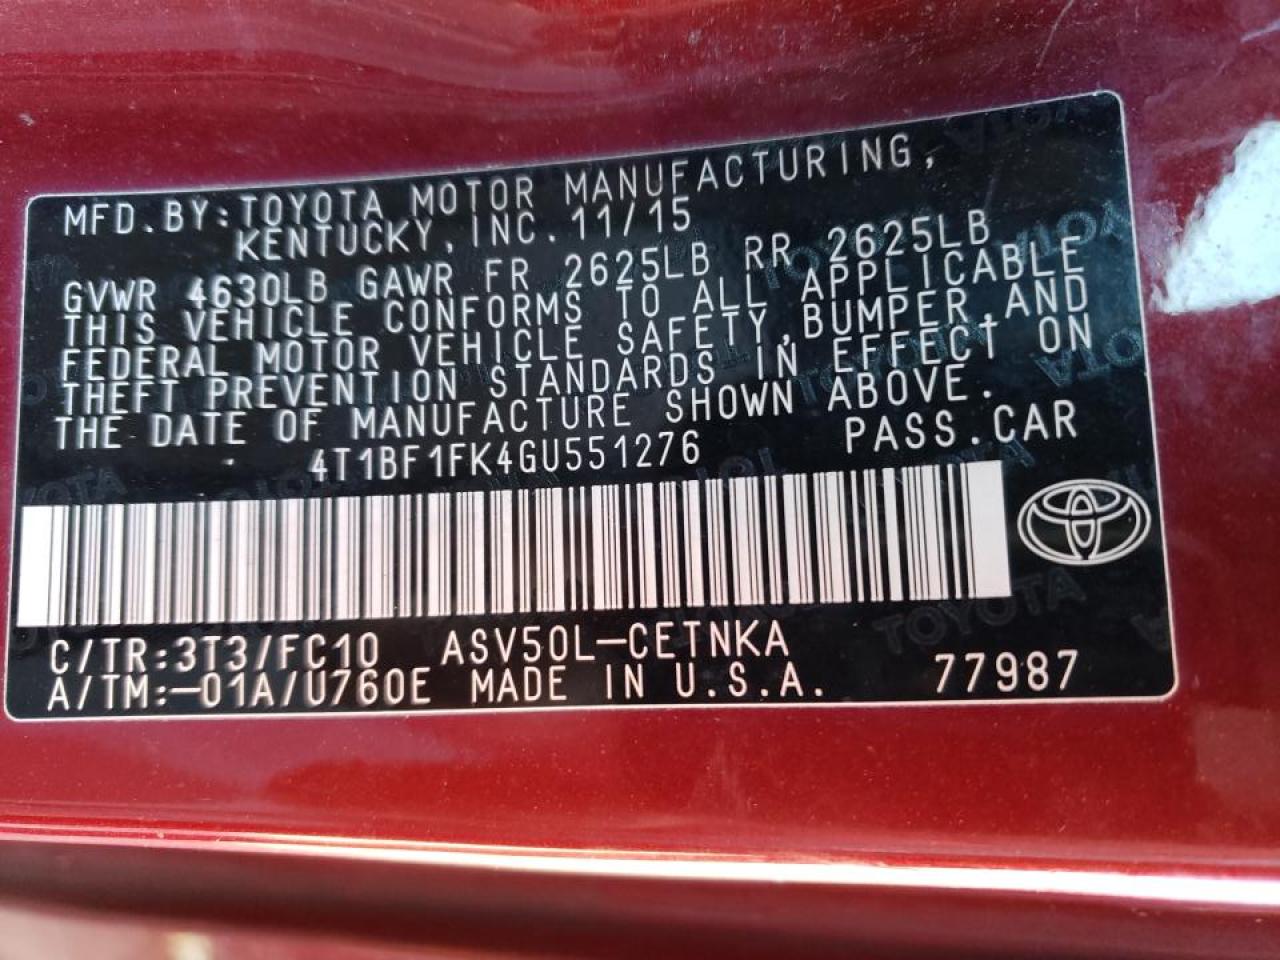 MFD.BY:TOYOTA MOTOR MANUFACTURING,
KENTUCKY,INC.11/15
GVWR 4630LB GAWR FR 2625LB RR 2625LB
THIS VEHICLE CONFORMS TO ALL APPLICABLE
FEDERAL MOTOR VEHICLE SAFETY,BUMPER,AND
THEFT PREVENTION STANDARDS IN EFFECT ON
THE DATE OF MANUFACTURE SHOWN ABOVE.
4T1BF1FK4GU551276 PASS.CAR
C/TR:3T3/FC10 ASV50L-CETNKA
A/TM:-01A/U760E MADE IN U.S.A. 77987